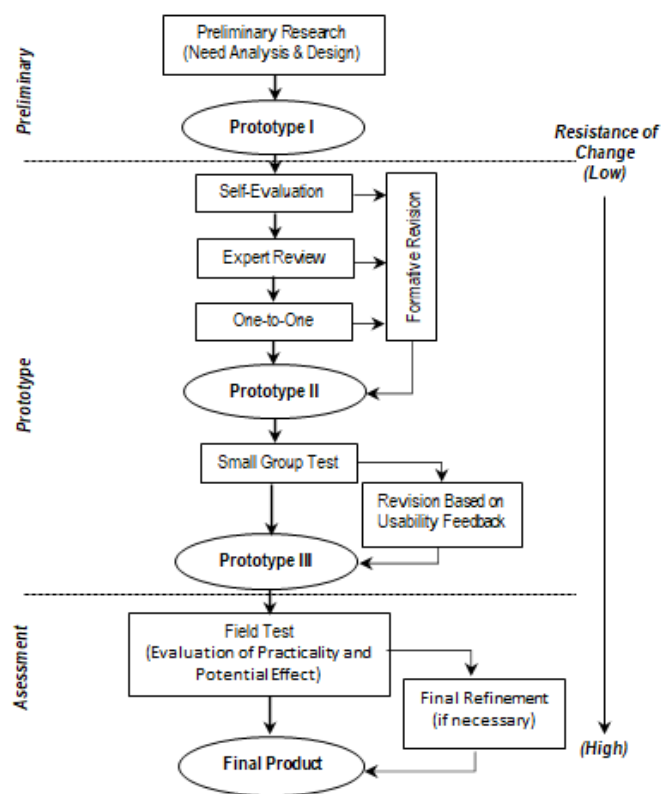 Preliminary
Preliminary Research
(Need Analysis & Design)
Prototype I
Resistance of
Change
(Low)
Prototype
Self-Evaluation
Expert Review
One-to-One
Formative Revision
Prototype II
Small Group Test
Revision Based on
Usability Feedback
Prototype III
Asessment
Field Test
(Evaluation of Practicality and
Potential Effect)
Final Refinement
(if necessary)
Final Product
(High)